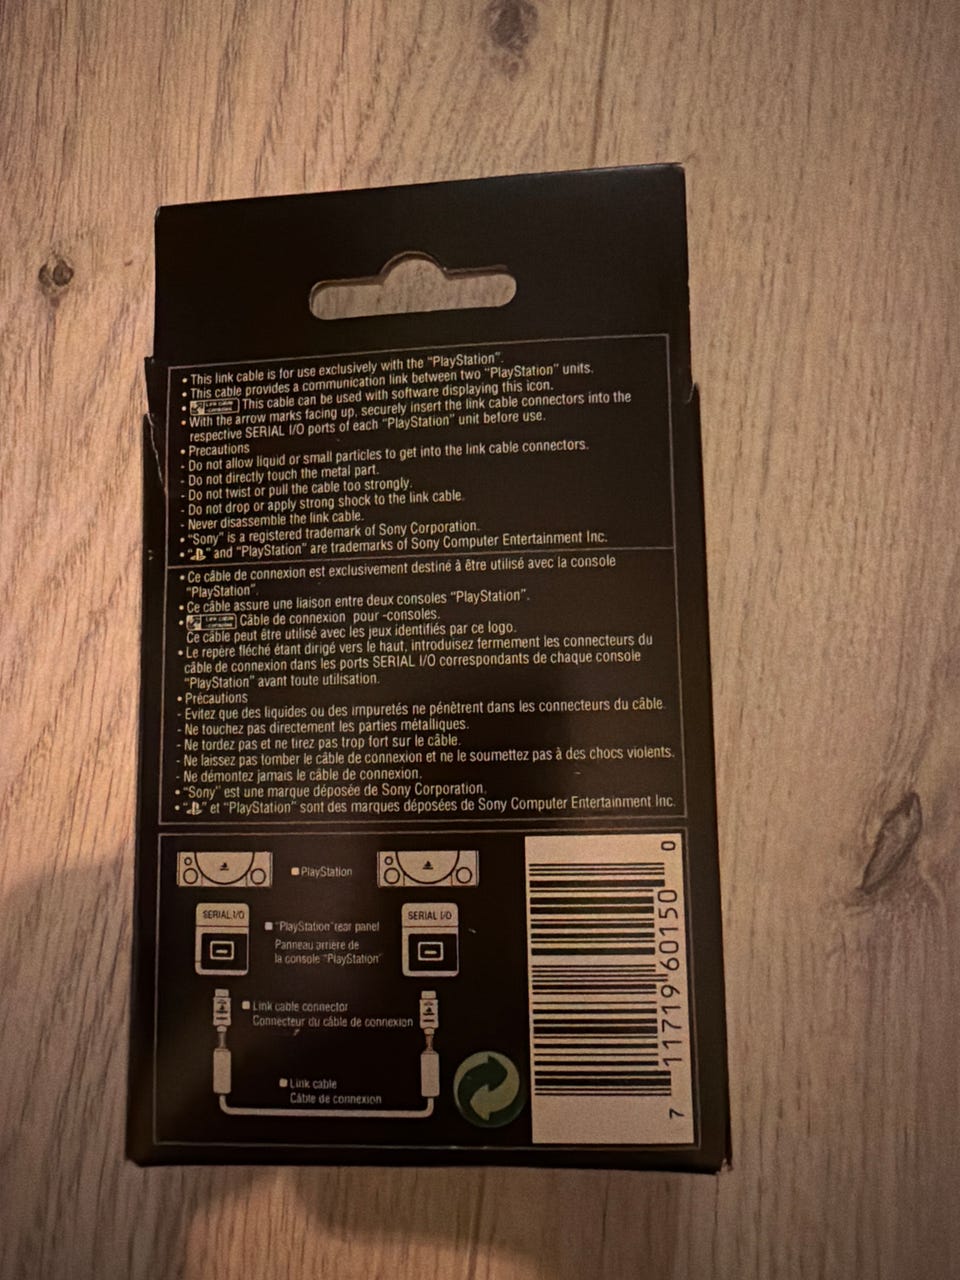 • This link cable is for use exclusively with the "PlayStation".
• This cable provides a communication link between two "PlayStation" units.
• Link cable consoles This cable can be used with software displaying this icon.
• With the arrow marks facing up, securely insert the link cable connectors into the
respective SERIAL I/O ports of each "PlayStation" unit before use.
• Precautions
- Do not allow liquid or small particles to get into the link cable connectors.
- Do not directly touch the metal part.
- Do not twist or pull the cable too strongly.
- Do not drop or apply strong shock to the link cable.
- Never disassemble the link cable.
• "Sony" is a registered trademark of Sony Corporation.
• "PS" and "PlayStation" are trademarks of Sony Computer Entertainment Inc.
• Ce câble de connexion est exclusivement destiné à être utilisé avec la console
"PlayStation".
• Ce câble assure une liaison entre deux consoles "PlayStation".
• Link cable consoles Câble de connexion pour -consoles.
Ce câble peut être utilisé avec les jeux identifiés par ce logo.
• Le repère fléché étant dirigé vers le haut, introduisez fermement les connecteurs du
câble de connexion dans les ports SERIAL I/O correspondants de chaque console
"PlayStation" avant toute utilisation.
• Précautions
- Evitez que des liquides ou des impuretés ne pénètrent dans les connecteurs du câble.
- Ne touchez pas directement les parties métalliques.
- Ne tordez pas et ne tirez pas trop fort sur le câble.
- Ne laissez pas tomber le câble de connexion et ne le soumettez pas à des chocs violents.
- Ne démontez jamais le câble de connexion.
• "Sony" est une marque déposée de Sony Corporation.
• "PS" et "PlayStation" sont des marques déposées de Sony Computer Entertainment Inc.
PlayStation
SERIAL I/O
SERIAL I/O
"PlayStation" rear panel
Panneau arrière de
la console "PlayStation"
Link cable connector
Connecteur du câble de connexion
Link cable
Câble de connexion
7 11719 60150 0